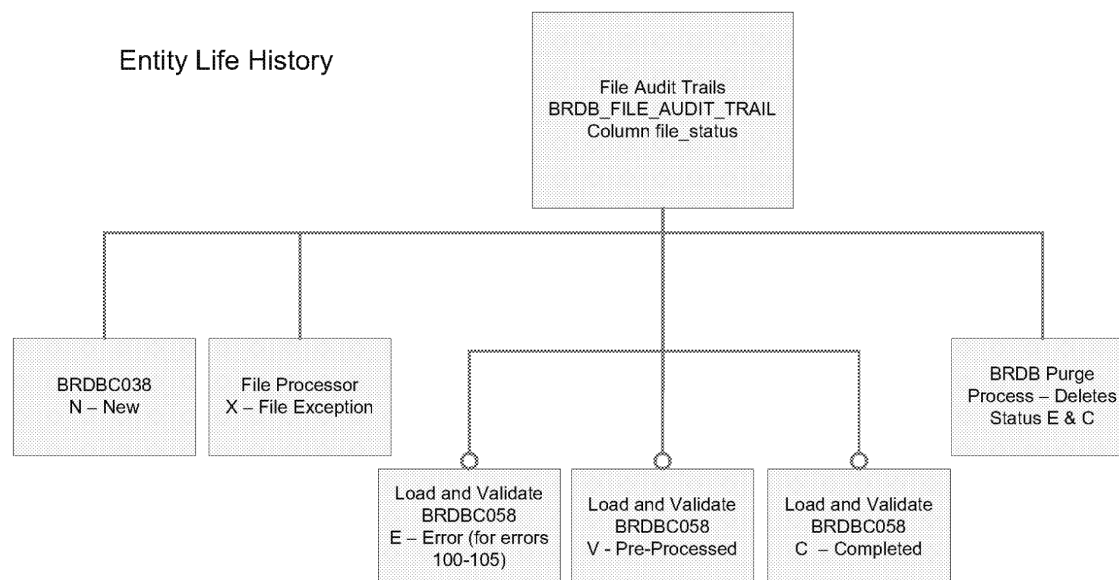 Entity Life History
File Audit Trails
BRDB_FILE_AUDIT_TRAIL
Column file_status
BRDBC038
N – New
File Processor
X – File Exception
BRDB Purge
Process – Deletes
Status E & C
Load and Validate
BRDBC058
E – Error (for errors
100-105)
Load and Validate
BRDBC058
V - Pre-Processed
Load and Validate
BRDBC058
C – Completed